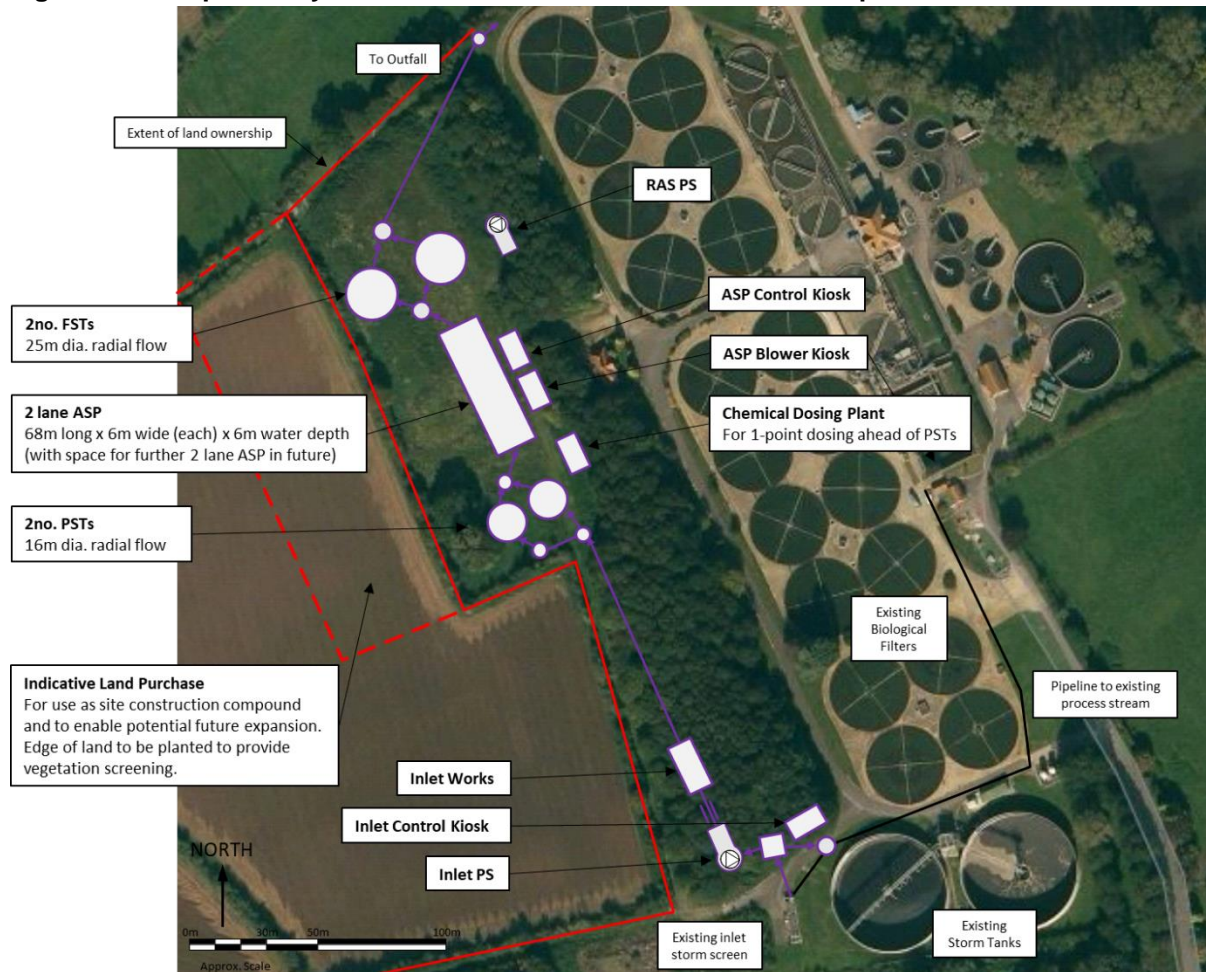 To Outfall
Extent of land ownership
RAS PS
ASP Control Kiosk
ASP Blower Kiosk
Chemical Dosing Plant
For 1-point dosing ahead of PSTs
2no. FSTs
25m dia. radial flow
2 lane ASP
68m long x 6m wide (each) x 6m water depth
(with space for further 2 lane ASP in future)
2no. PSTs
16m dia. radial flow
Existing
Biological
Filters
Pipeline to existing
process stream
Indicative Land Purchase
For use as site construction compound
and to enable potential future expansion.
Edge of land to be planted to provide
vegetation screening.
Inlet Works
Inlet Control Kiosk
Inlet PS
NORTH
0m 30m 50m 100m
Approx. Scale
Existing inlet
storm screen
Existing
Storm Tanks